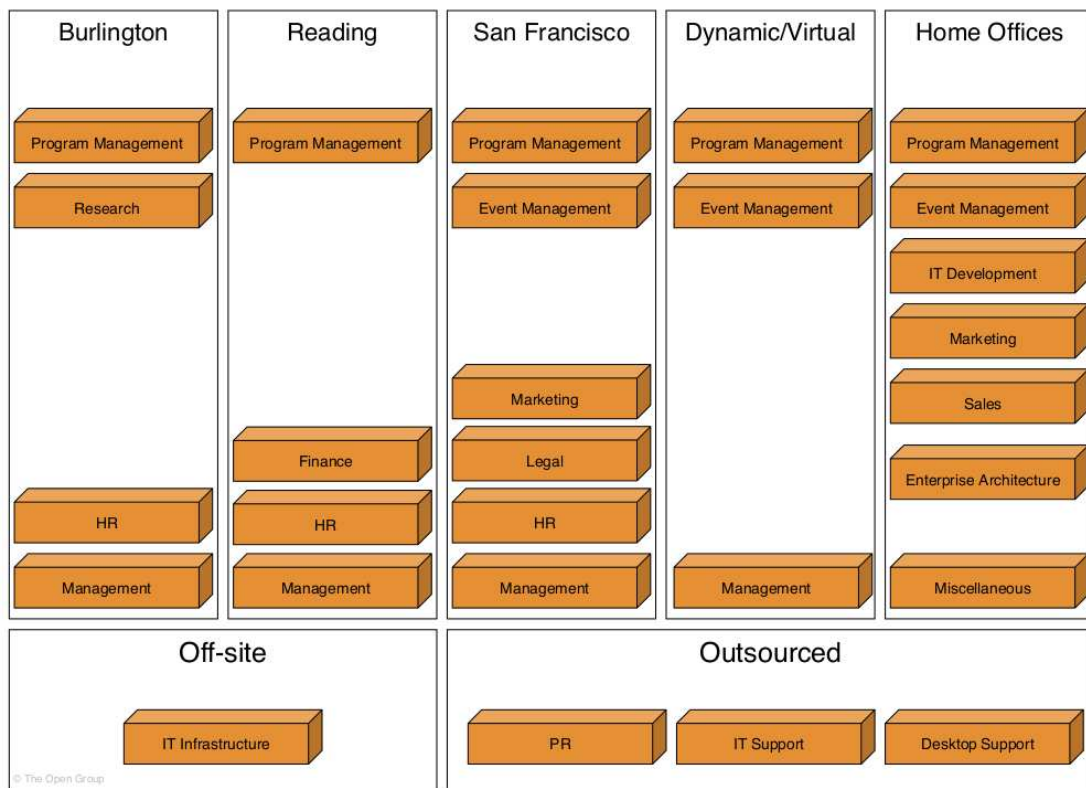 Burlington
Program Management
Research
HR
Management
Reading
Program Management
Finance
HR
Management
San Francisco
Program Management
Event Management
Marketing
Legal
HR
Management
Dynamic/Virtual
Program Management
Event Management
Management
Home Offices
Program Management
Event Management
IT Development
Marketing
Sales
Enterprise Architecture
Miscellaneous
Off-site
IT Infrastructure
© The Open Group
Outsourced
PR
IT Support
Desktop Support